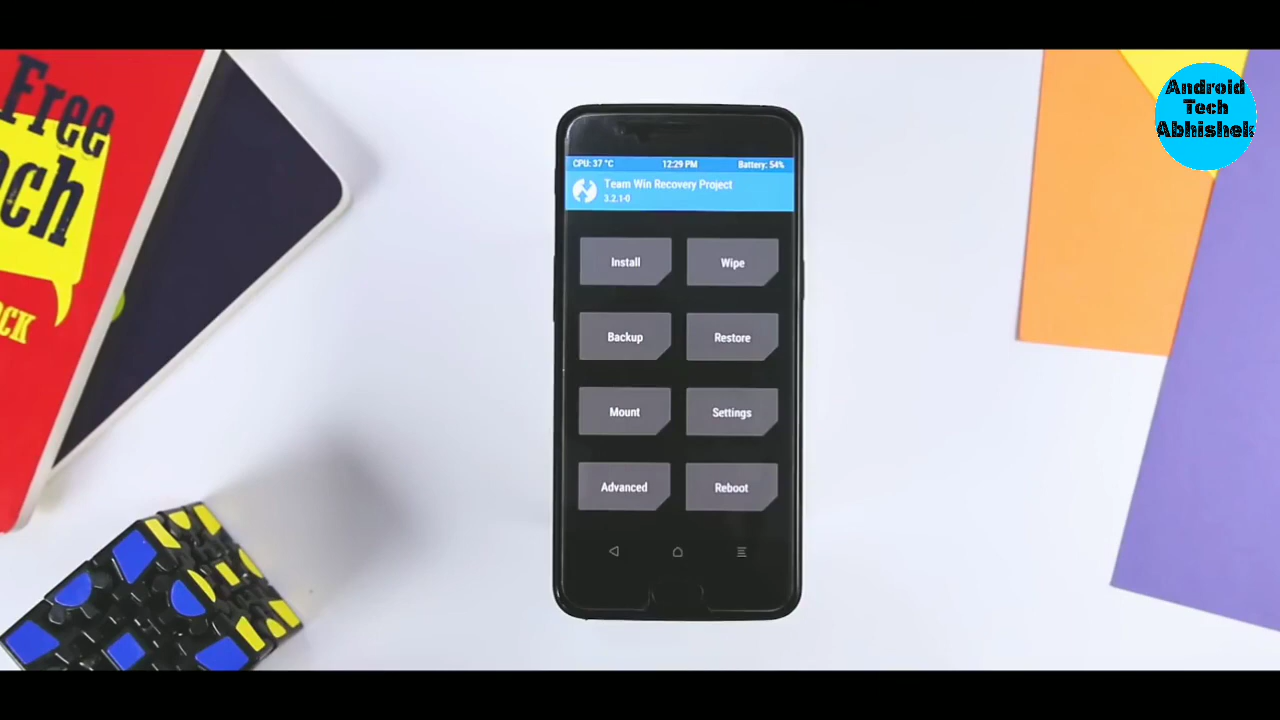 Free
CK
Android
Tech
Abhishek
CPU: 37 °C
12:29 PM
Battery: 54%
Team Win Recovery Project
3.2.1-0
Install
Wipe
Backup
Restore
Mount
Settings
Advanced
Reboot